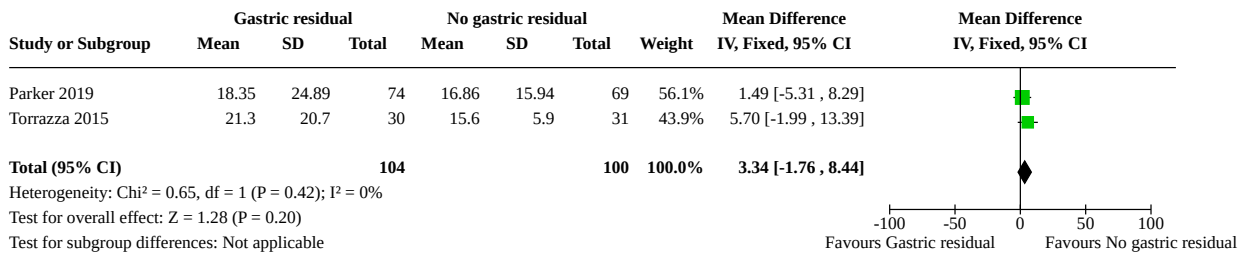 Gastric residual No gastric residual Mean Difference Mean Difference
Study or Subgroup Mean SD Total Mean SD Total Weight IV, Fixed, 95% CI IV, Fixed, 95% CI
Parker 2019 18.35 24.89 74 16.86 15.94 69 56.1% 1.49 [-5.31 , 8.29]
Torrazza 2015 21.3 20.7 30 15.6 5.9 31 43.9% 5.70 [-1.99 , 13.39]
Total (95% CI) 104 100 100.0% 3.34 [-1.76 , 8.44]
Heterogeneity: Chi² = 0.65, df = 1 (P = 0.42); I² = 0%
Test for overall effect: Z = 1.28 (P = 0.20) -100 -50 0 50 100
Test for subgroup differences: Not applicable Favours Gastric residual Favours No gastric residual